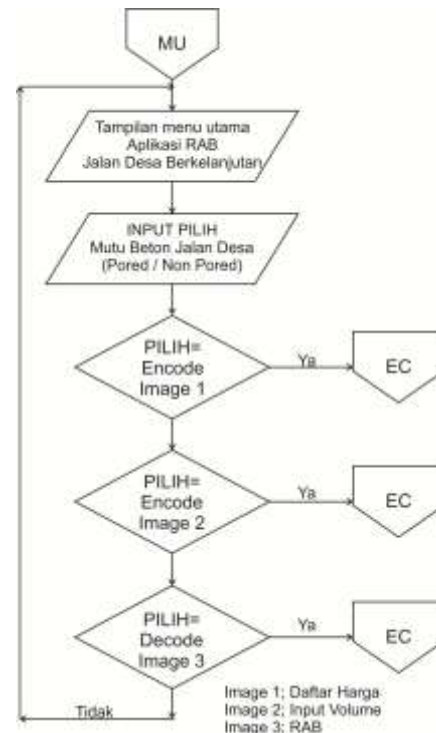 MU
Tampilan menu utama
Aplikasi RAB
Jalan Desa Berkelanjutan
INPUT PILIH
Mutu Beton Jalan Desa
(Pored / Non Pored)
PILIH=
Encode
Image 1
Ya
EC
PILIH=
Encode
Image 2
Ya
EC
PILIH=
Decode
Image 3
Ya
EC
Tidak
Image 1; Daftar Harga
Image 2; Input Volume
Image 3: RAB